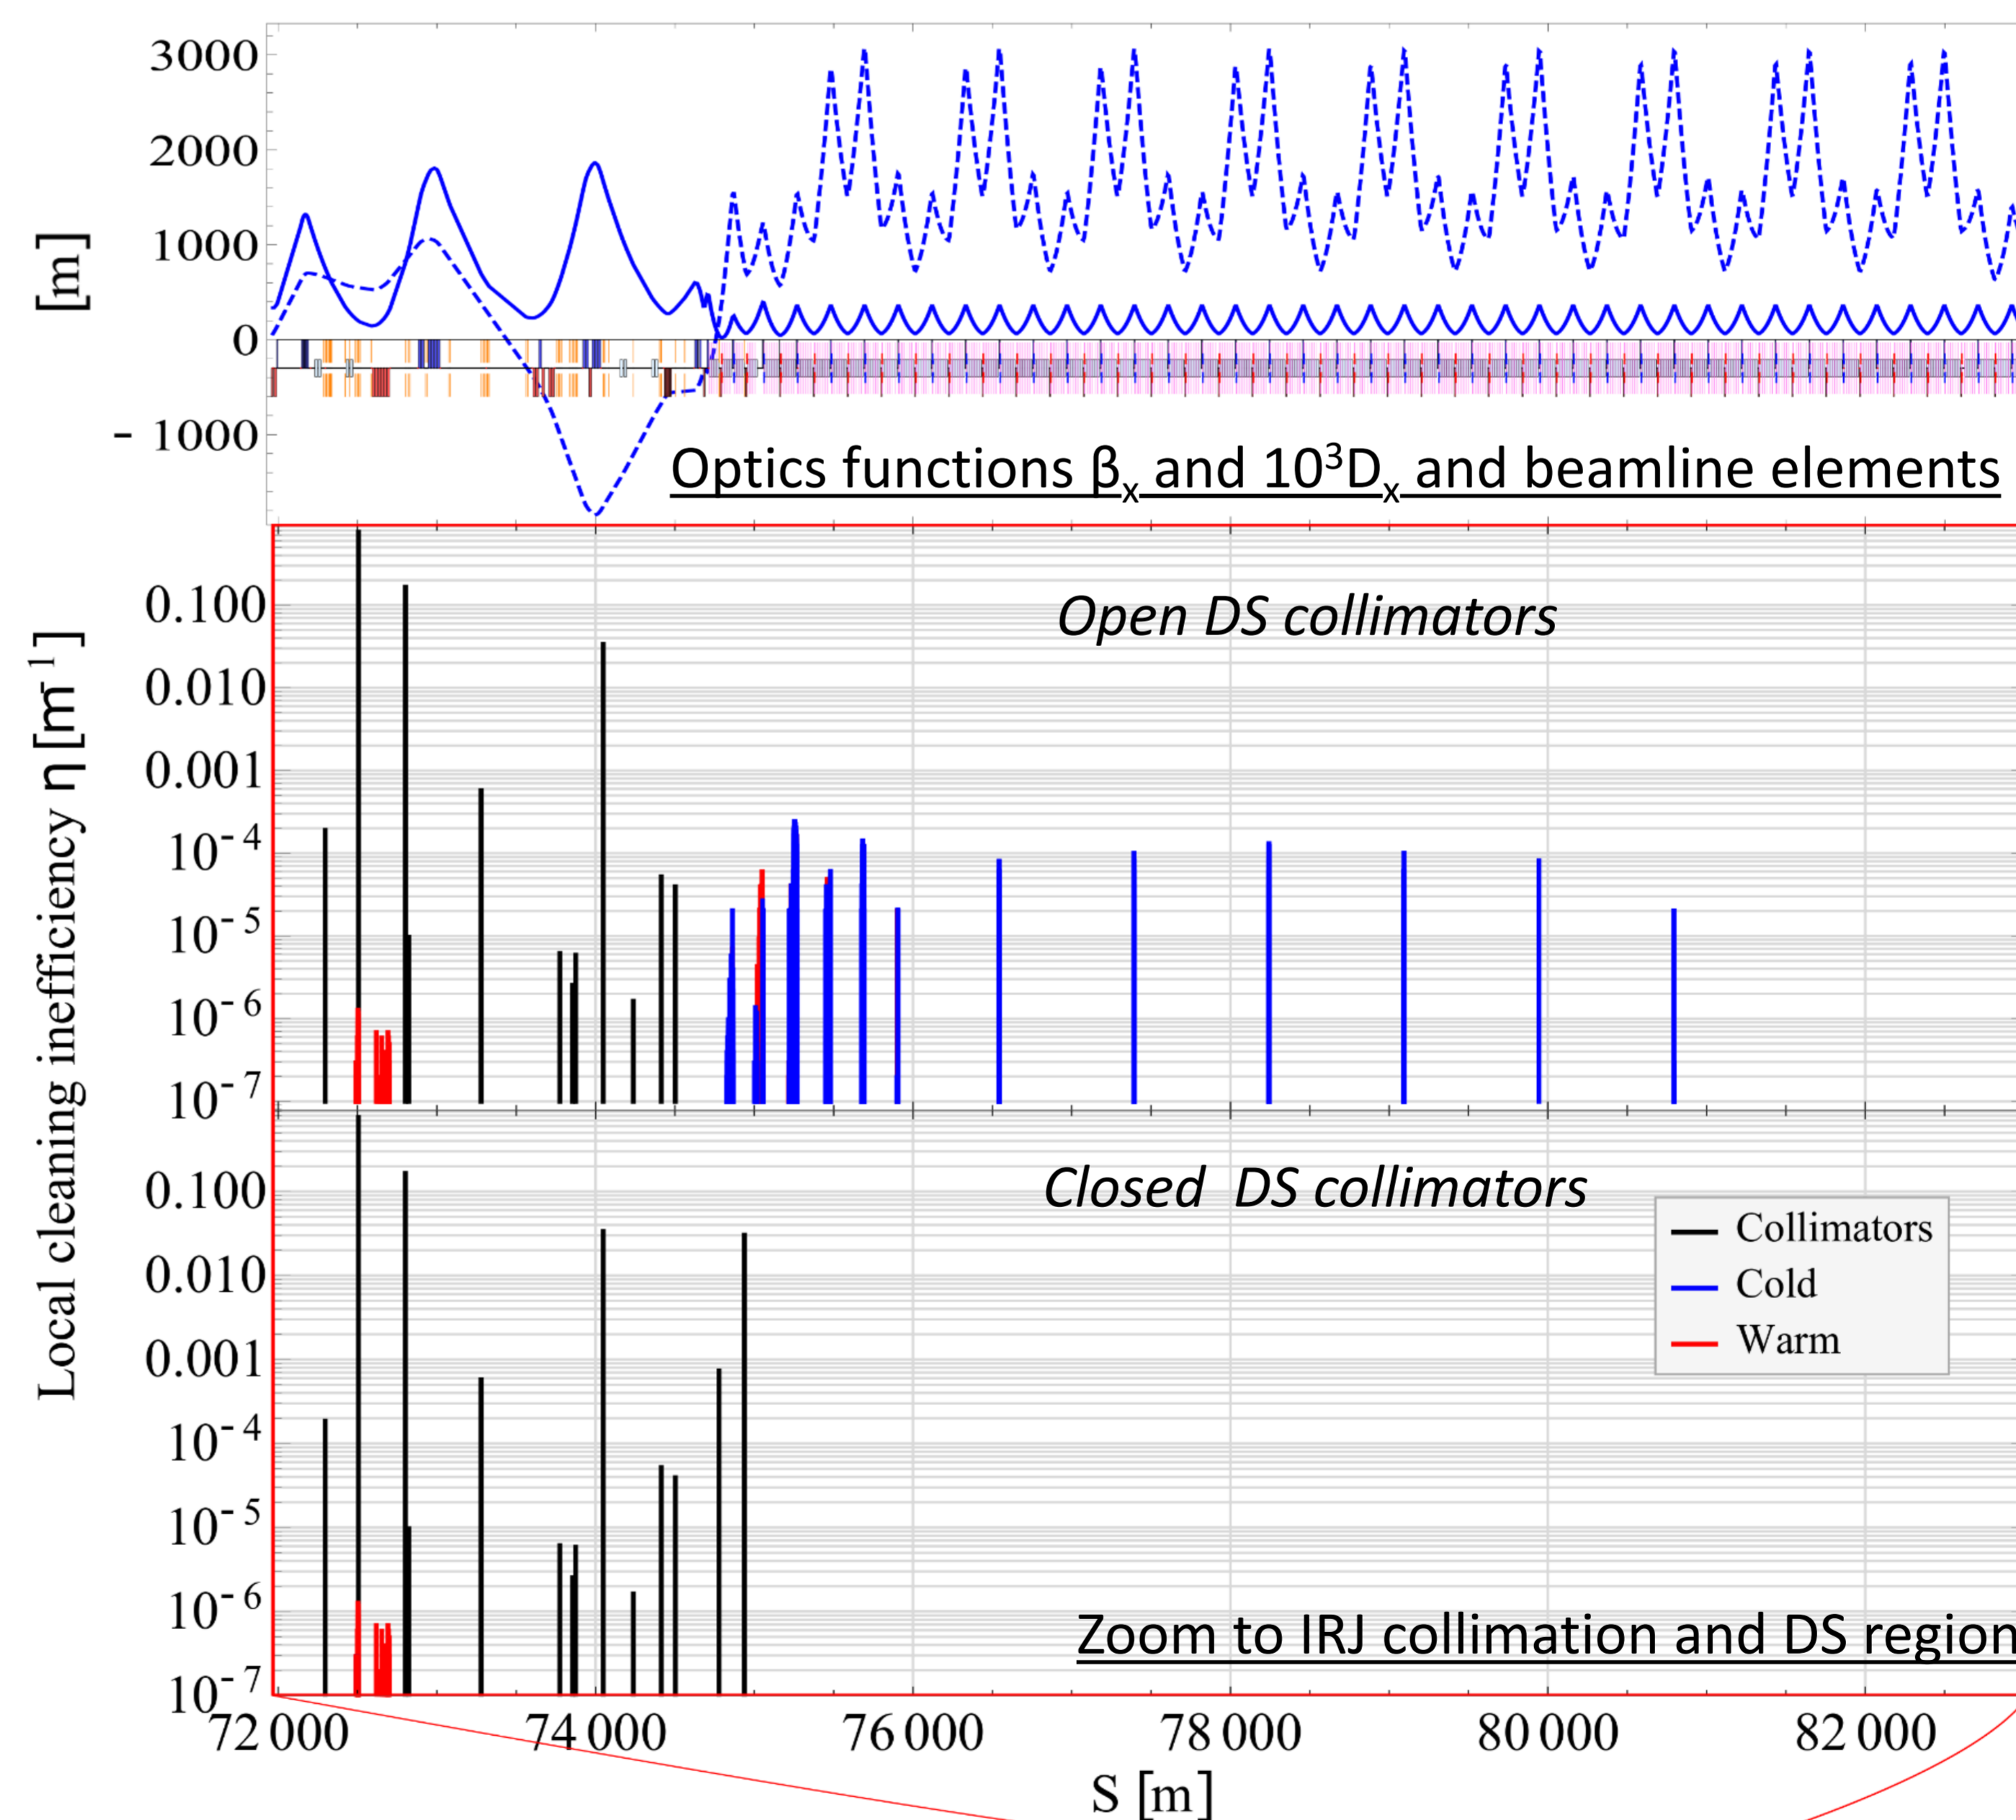 3000
2000
1000
0
- 1000
[m]
Optics functions βx and 10³Dx and beamline elements
Open DS collimators
0.100
0.010
0.001
10⁻⁴
10⁻⁵
10⁻⁶
10⁻⁷
Local cleaning inefficiency η [m⁻¹]
Closed DS collimators
0.100
0.010
0.001
10⁻⁴
10⁻⁵
10⁻⁶
10⁻⁷
Collimators
Cold
Warm
Zoom to IRJ collimation and DS region
72 000 74 000 76 000 78 000 80 000 82 000
S [m]